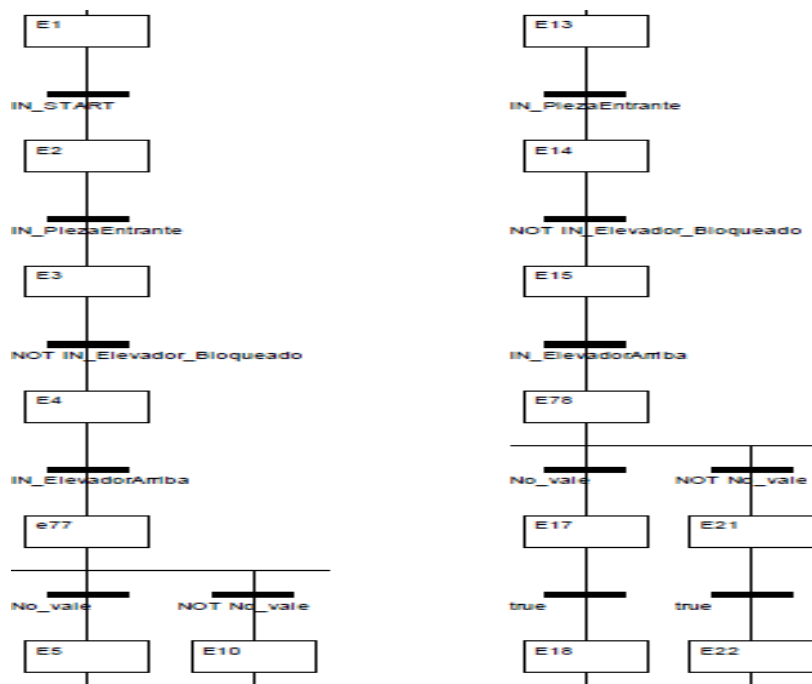 E1
IN_START
E2
IN_PiezaEntrante
E3
NOT IN_Elevador_Bloqueado
E4
IN_ElevadorArriba
e77
No_vale
NOT No_vale
E5
E10
E13
IN_PiezaEntrante
E14
NOT IN_Elevador_Bloqueado
E15
IN_ElevadorArriba
E78
No_vale
NOT No_vale
E17
E21
true
true
E18
E22